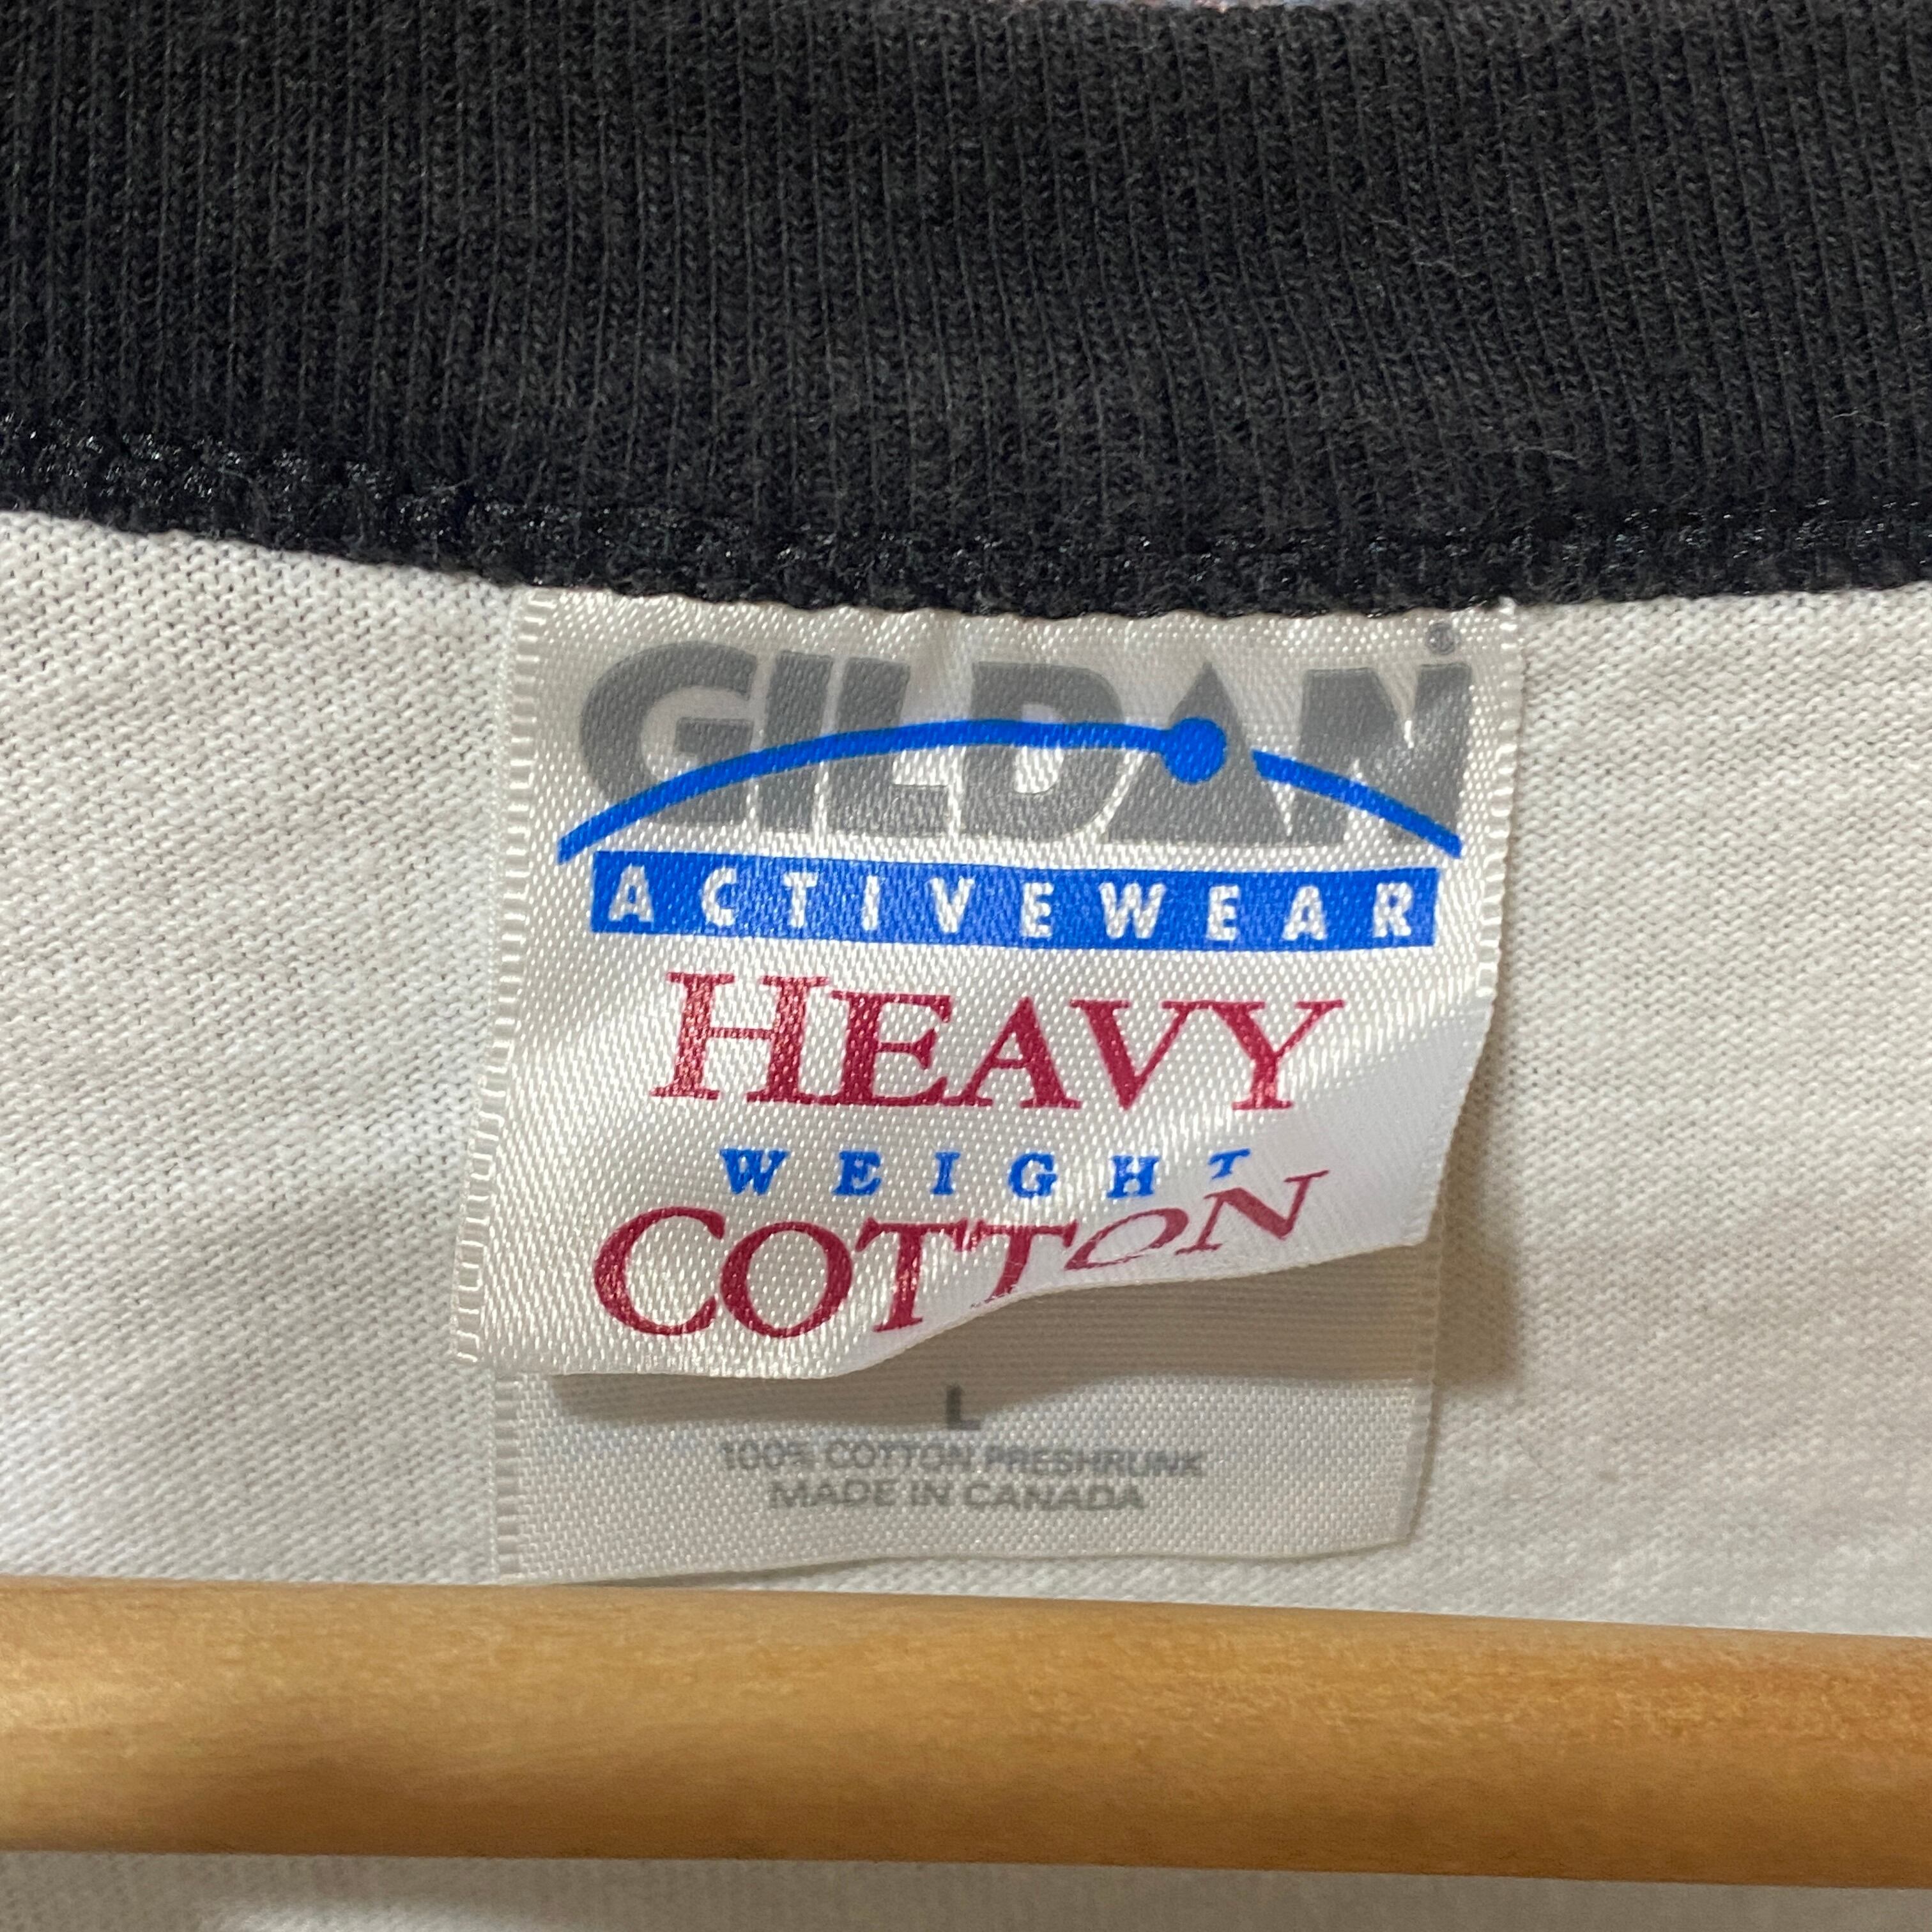 GILDAN®
ACTIVEWEAR
HEAVY
WEIGHT
COTTON
L
100% COTTON PRESHRUNK
MADE IN CANADA